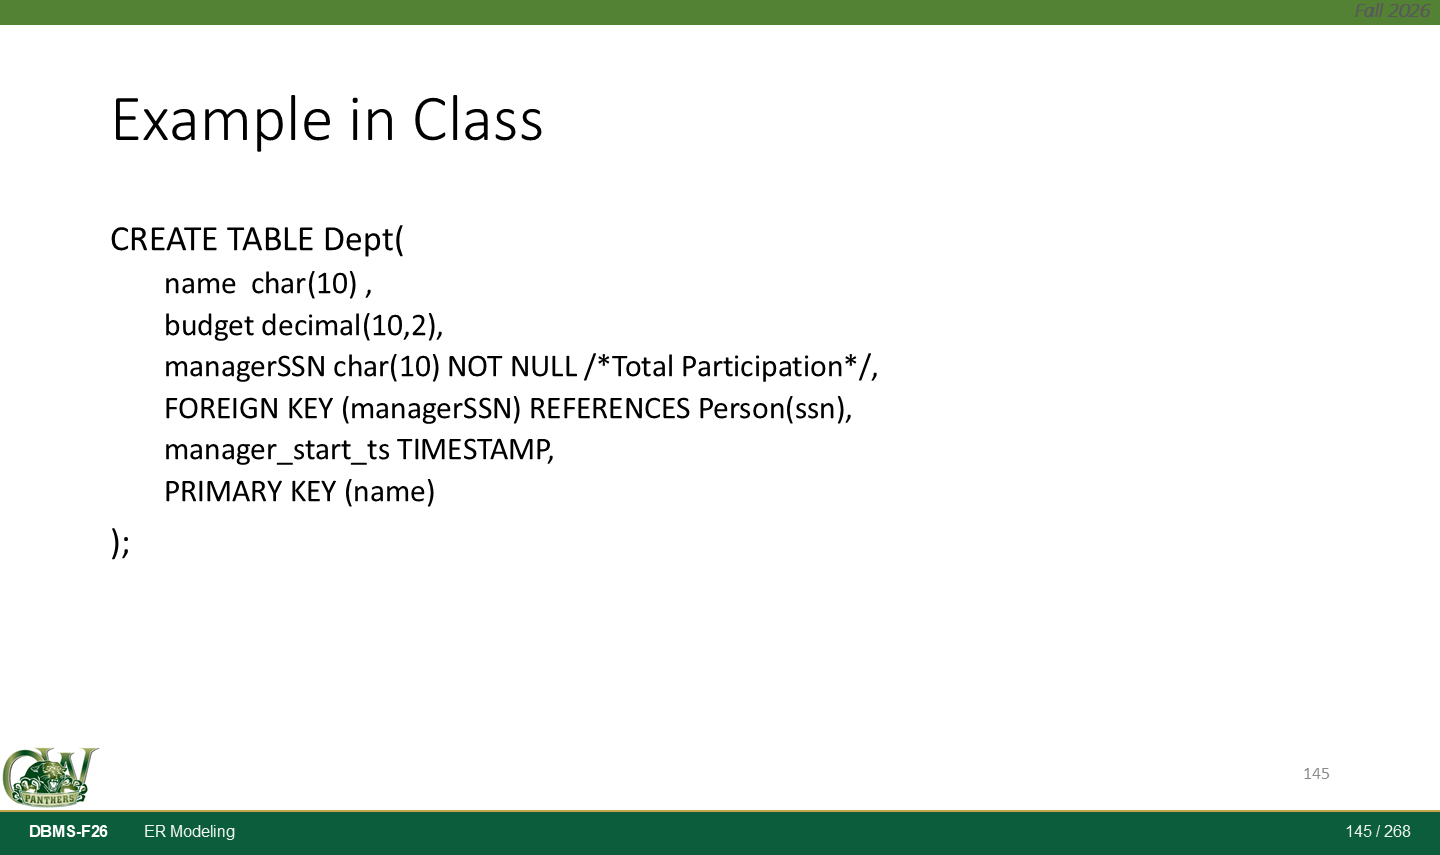 Fall 2026
Example in Class
CREATE TABLE Dept(
name  char(10) ,
budget decimal(10,2),
managerSSN char(10) NOT NULL /*Total Participation*/,
FOREIGN KEY (managerSSN) REFERENCES Person(ssn),
manager_start_ts TIMESTAMP,
PRIMARY KEY (name)
);
OW
PANTHERS
145
DBMS-F26 ER Modeling 145 / 268